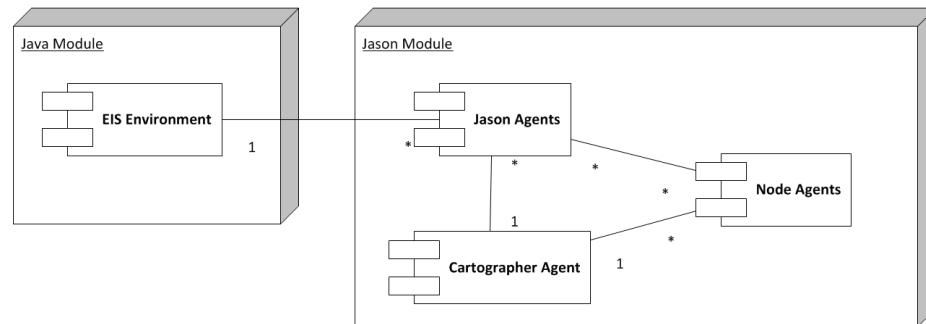 Java Module
Jason Module
EIS Environment
Jason Agents
1
*
*
*
Node Agents
*
1
*
Cartographer Agent
1